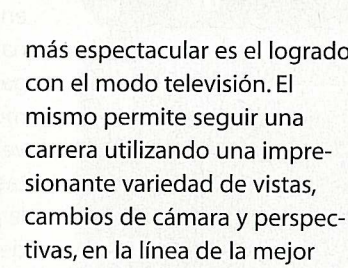 más espectacular es el logrado
con el modo televisión. El
mismo permite seguir una
carrera utilizando una impre-
sionante variedad de vistas,
cambios de cámara y perspec-
tivas, en la línea de la mejor